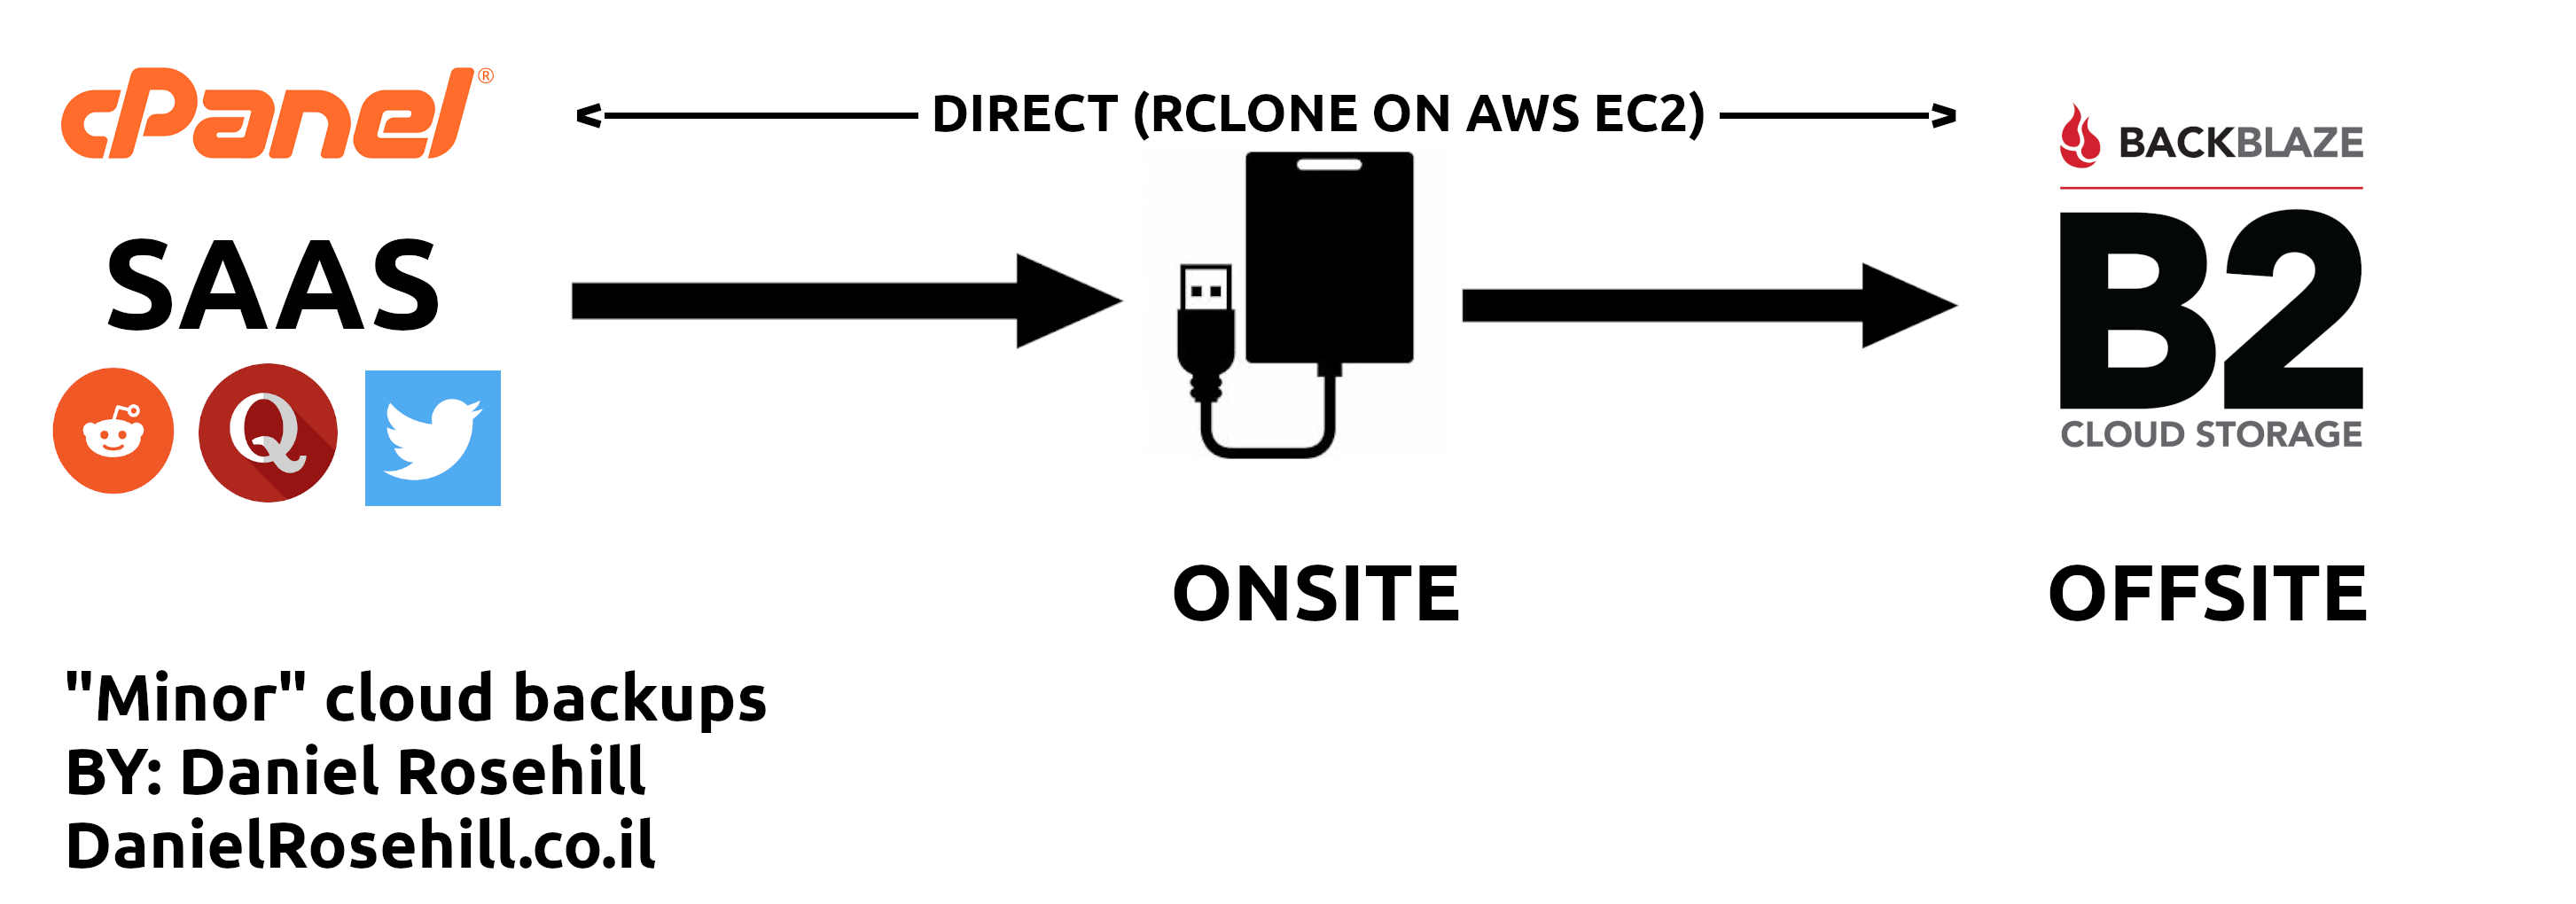 cPanel®
DIRECT (RCLONE ON AWS EC2)
BACKBLAZE
B2
CLOUD STORAGE
SAAS
Q
ONSITE
OFFSITE
"Minor" cloud backups
BY: Daniel Rosehill
DanielRosehill.co.il